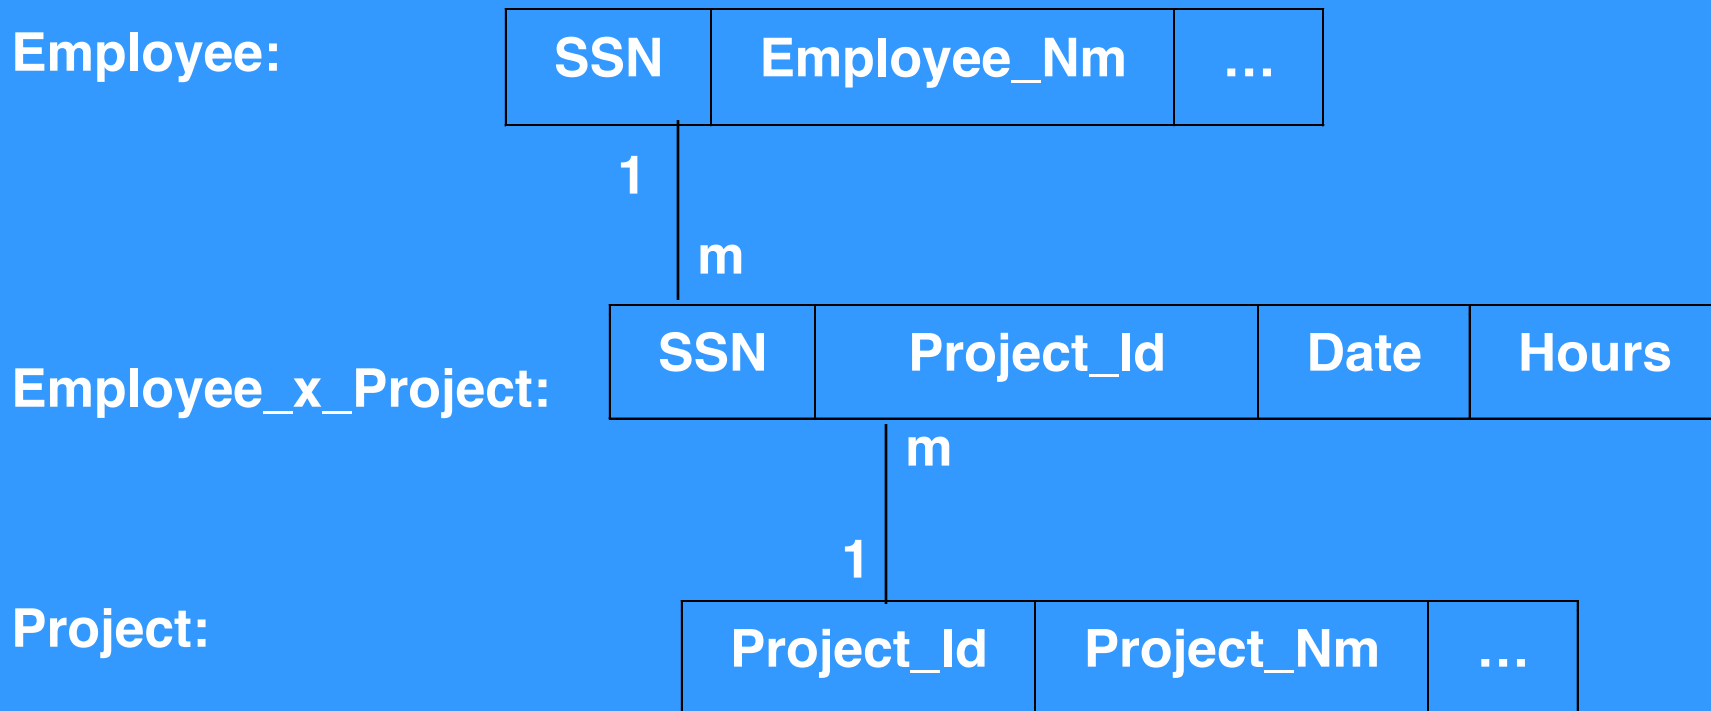 Employee:
SSN Employee_Nm ...
1
m
SSN Project_Id Date Hours
Employee_x_Project:
m
1
Project:
Project_Id Project_Nm ...